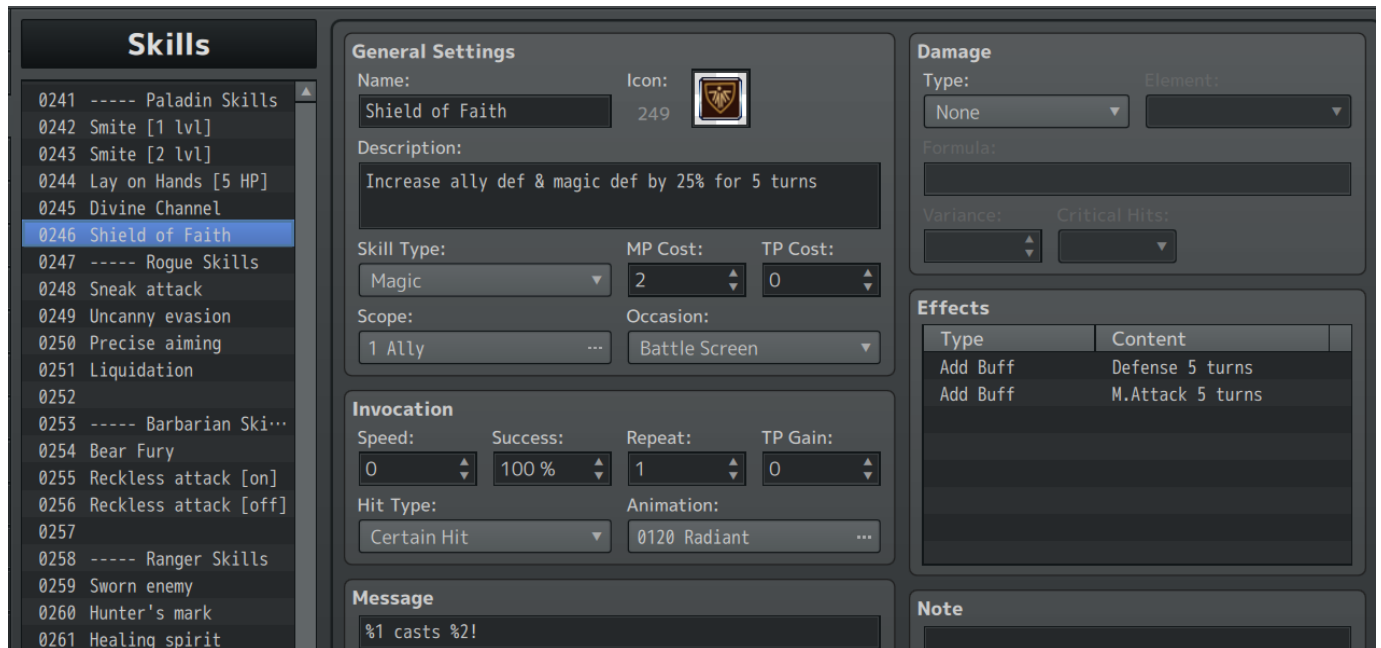 Skills
0241 ----- Paladin Skills
0242 Smite [1 lvl]
0243 Smite [2 lvl]
0244 Lay on Hands [5 HP]
0245 Divine Channel
0246 Shield of Faith
0247 ----- Rogue Skills
0248 Sneak attack
0249 Uncanny evasion
0250 Precise aiming
0251 Liquidation
0252
0253 ----- Barbarian Ski…
0254 Bear Fury
0255 Reckless attack [on]
0256 Reckless attack [off]
0257
0258 ----- Ranger Skills
0259 Sworn enemy
0260 Hunter's mark
0261 Healing spirit
General Settings
Name: Icon:
Shield of Faith 249
Description:
Increase ally def & magic def by 25% for 5 turns
Skill Type: MP Cost: TP Cost:
Magic 2 0
Scope: Occasion:
1 Ally ... Battle Screen
Invocation
Speed: Success: Repeat: TP Gain:
0 100 % 1 0
Hit Type: Animation:
Certain Hit 0120 Radiant ...
Message
%1 casts %2!
Damage
Type: Element:
None
Formula:
Variance: Critical Hits:
Effects
Type Content
Add Buff Defense 5 turns
Add Buff M.Attack 5 turns
Note